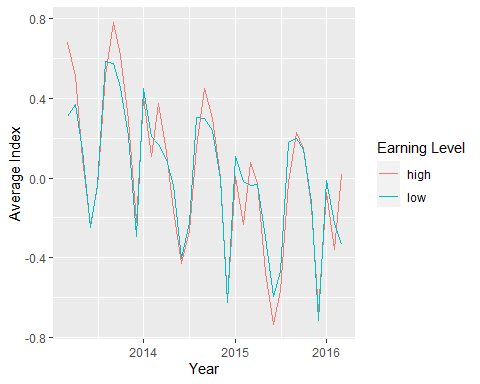 0.8
0.4
0.0
-0.4
-0.8
Average Index
2014 2015 2016
Year
Earning Level
high
low